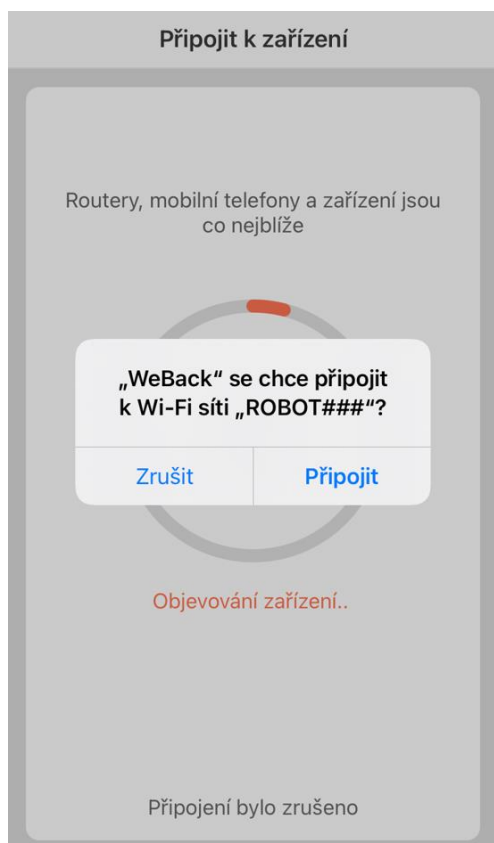 Připojit k zařízení
Routery, mobilní telefony a zařízení jsou
co nejblíže
„WeBack“ se chce připojit
k Wi-Fi síti „ROBOT###“?
Zrušit Připojit
Objevování zařízení..
Připojení bylo zrušeno